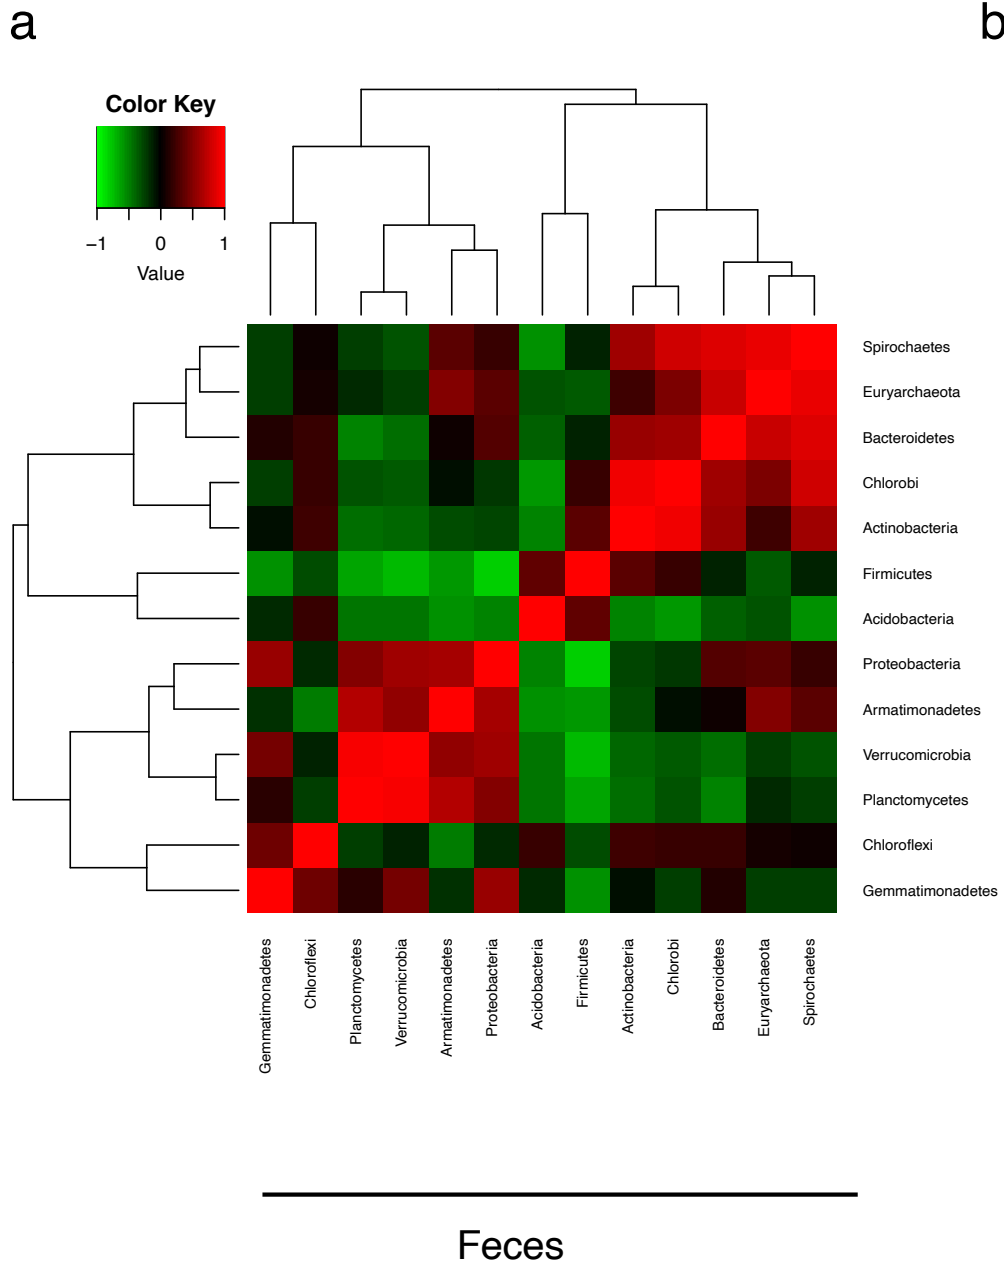 a
b
Color Key
−1 0 1
Value
Spirochaetes
Euryarchaeota
Bacteroidetes
Chlorobi
Actinobacteria
Firmicutes
Acidobacteria
Proteobacteria
Armatimonadetes
Verrucomicrobia
Planctomycetes
Chloroflexi
Gemmatimonadetes
Gemmatimonadetes
Chloroflexi
Planctomycetes
Verrucomicrobia
Armatimonadetes
Proteobacteria
Acidobacteria
Firmicutes
Actinobacteria
Chlorobi
Bacteroidetes
Euryarchaeota
Spirochaetes
Feces